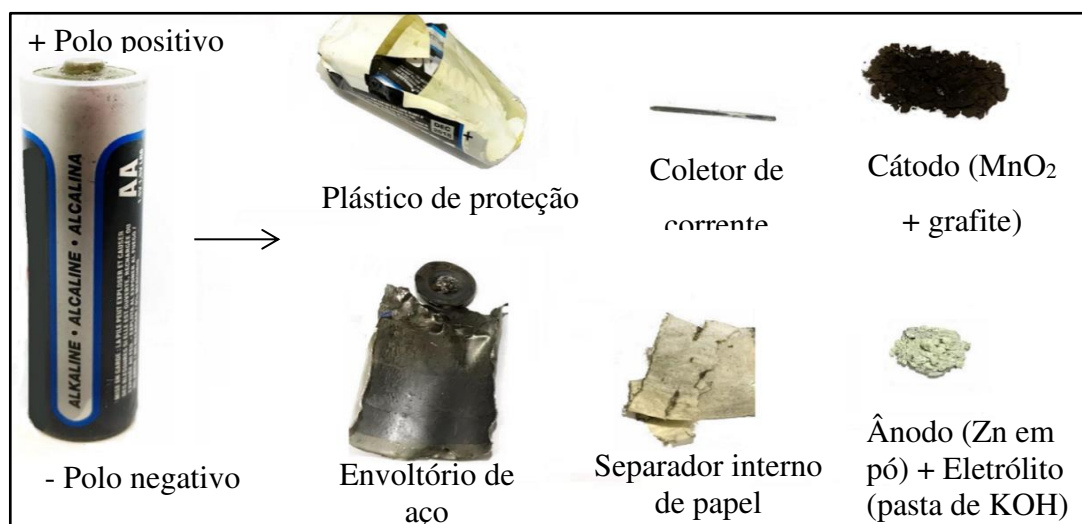 + Polo positivo
AA
ALKALINE • ALCALINE • ALCALINA
- Polo negativo
Plástico de proteção
Coletor de
corrente
Cátodo (MnO₂
+ grafite)
Envoltório de
aço
Separador interno
de papel
Ânodo (Zn em
pó) + Eletrólito
(pasta de KOH)